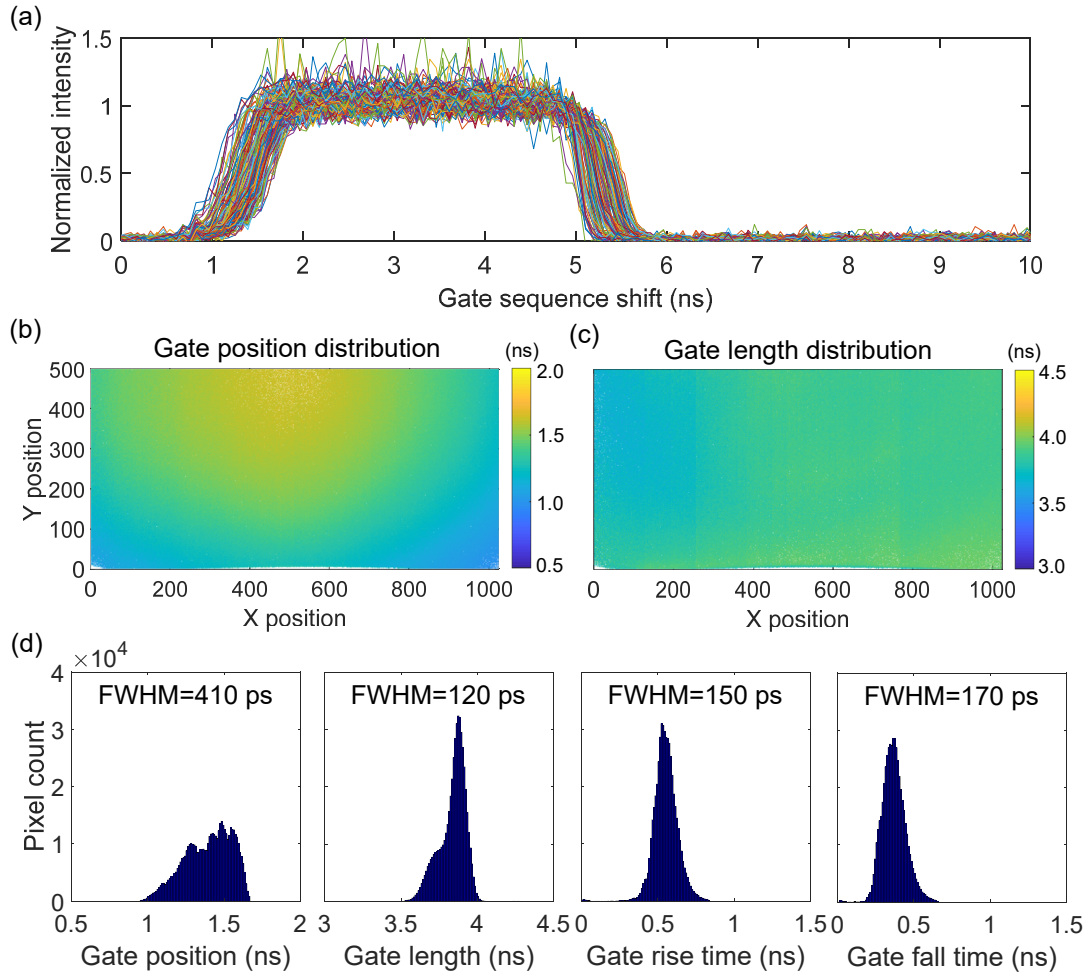 (a)
1.5
1
0.5
0
Normalized intensity
0 1 2 3 4 5 6 7 8 9 10
Gate sequence shift (ns)
(b)
Gate position distribution
(ns)
500
400
300
200
100
0
Y position
0 200 400 600 800 1000
X position
2.0
1.5
1.0
0.5
(c)
Gate length distribution
(ns)
0 200 400 600 800 1000
X position
4.5
4.0
3.5
3.0
(d)
×10⁴
4
3
2
1
0
Pixel count
FWHM=410 ps
0.5 1 1.5 2
Gate position (ns)
FWHM=120 ps
3 3.5 4 4.5
Gate length (ns)
FWHM=150 ps
0 0.5 1 1.5
Gate rise time (ns)
FWHM=170 ps
0 0.5 1 1.5
Gate fall time (ns)